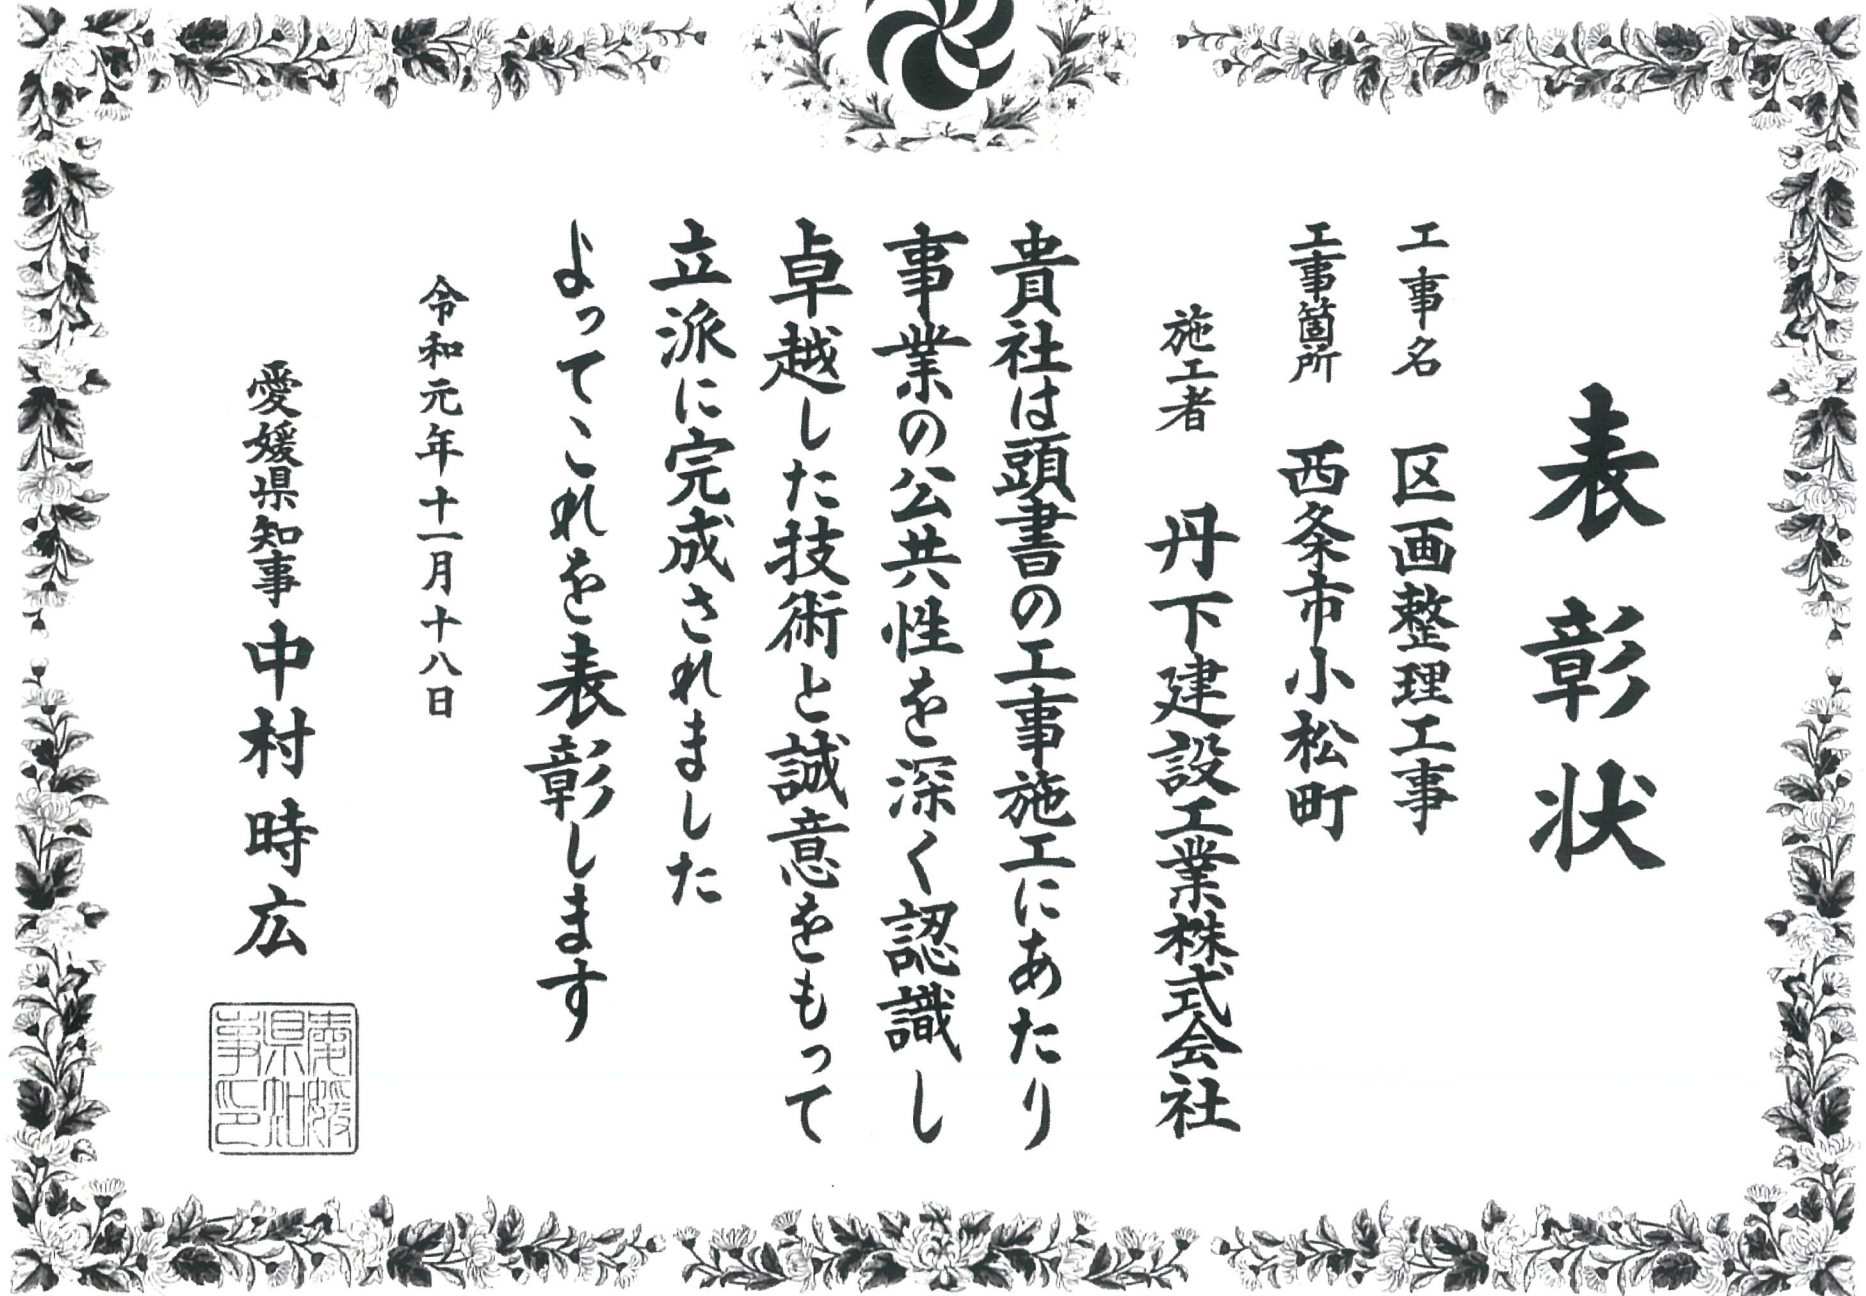 表彰状
工事名 区画整理工事
工事箇所 西条市小松町
施工者 丹下建設工業株式会社
貴社は頭書の工事施工にあたり
事業の公共性を深く認識し
卓越した技術と誠意をもって
立派に完成されました
よってこれを表彰します
令和元年十一月十八日
愛媛県知事 中村時広
愛媛
県知
事印